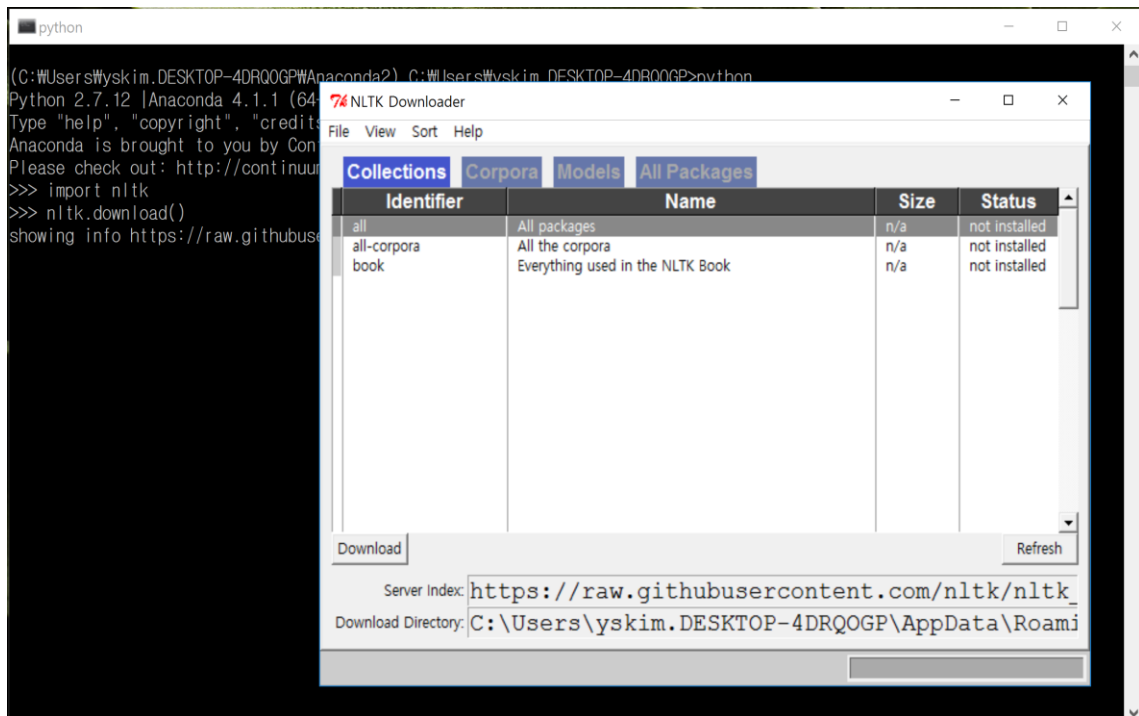 python
(C:₩Users₩yskim.DESKTOP-4DRQOGP₩Anaconda2) C:₩Users₩yskim.DESKTOP-4DRQOGP>python
Python 2.7.12 |Anaconda 4.1.1 (64-
Type "help", "copyright", "credits
Anaconda is brought to you by Con
Please check out: http://continuu
>>> import nltk
>>> nltk.download()
showing info https://raw.githubuse
NLTK Downloader
File View Sort Help
Collections Corpora Models All Packages
Identifier Name Size Status
all All packages n/a not installed
all-corpora All the corpora n/a not installed
book Everything used in the NLTK Book n/a not installed
Download Refresh
Server Index: https://raw.githubusercontent.com/nltk/nltk_
Download Directory: C:\Users\yskim.DESKTOP-4DRQOGP\AppData\Roami